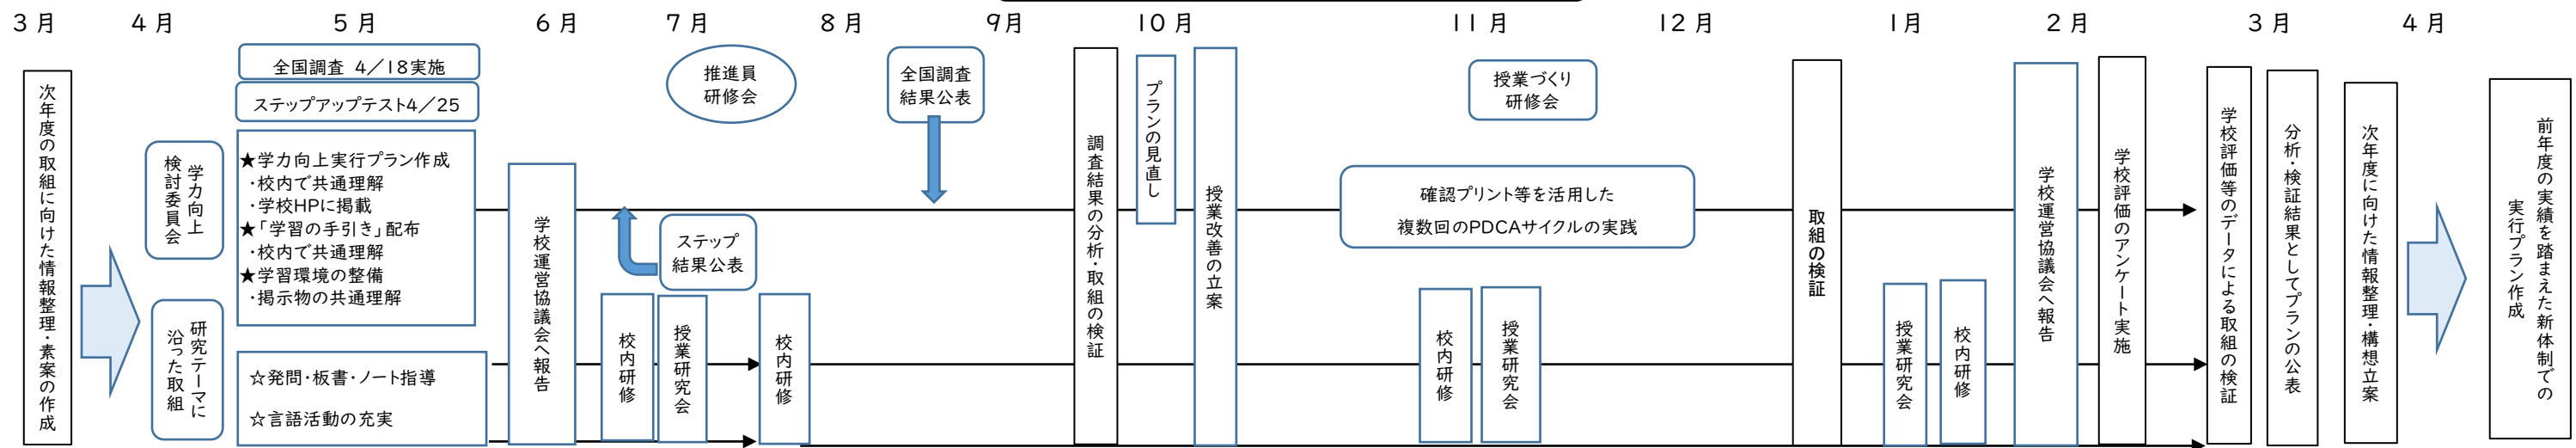 3月
4月
5月
6月
7月
8月
9月
10月
11月
12月
1月
2月
3月
4月
次年度の取組に向けた情報整理・素案の作成
学力向上
検討委員会
研究テーマに
沿った取組
全国調査 4/18実施
ステップアップテスト4/25
★学力向上実行プラン作成
・校内で共通理解
・学校HPに掲載
★「学習の手引き」配布
・校内で共通理解
★学習環境の整備
・掲示物の共通理解
☆発問・板書・ノート指導
☆言語活動の充実
学校運営協議会へ報告
校内研修
授業研究会
ステップ
結果公表
推進員
研修会
校内研修
全国調査
結果公表
調査結果の分析・取組の検証
プランの見直し
授業改善の立案
授業づくり
研修会
確認プリント等を活用した
複数回のPDCAサイクルの実践
校内研修
授業研究会
取組の検証
授業研究会
校内研修
学校運営協議会へ報告
学校評価のアンケート実施
学校評価等のデータによる取組の検証
分析・検証結果としてプランの公表
次年度に向けた情報整理・構想立案
前年度の実績を踏まえた新体制での
実行プラン作成